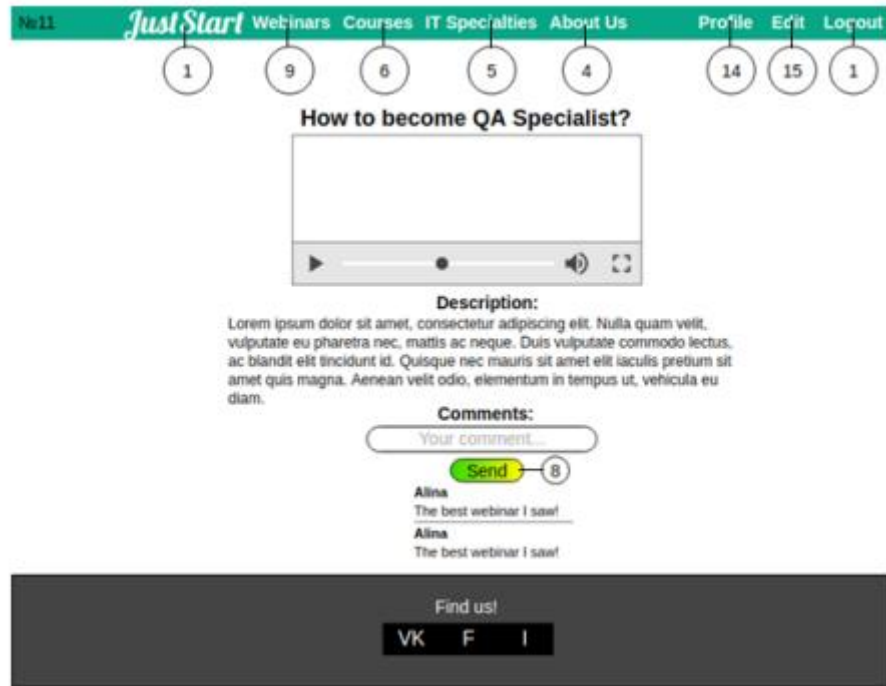 №11 JustStart Webinars Courses IT Specialties About Us Profile Edit Logout
1 9 6 5 4 14 15 1
How to become QA Specialist?
Description:
Lorem ipsum dolor sit amet, consectetur adipiscing elit. Nulla quam velit,
vulputate eu pharetra nec, mattis ac neque. Duis vulputate commodo lectus,
ac blandit elit tincidunt id. Quisque nec mauris sit amet elit iaculis pretium sit
amet quis magna. Aenean velit odio, elementum in tempus ut, vehicula eu
diam.
Comments:
Your comment...
Send 8
Alina
The best webinar I saw!
Alina
The best webinar I saw!
Find us!
VK F I